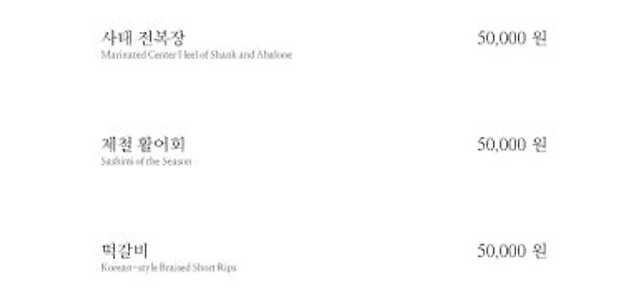 사태 전복장
50,000 원
Marinated Center Heel of Shank and Abalone
제철 활어회
50,000 원
Sashimi of the Season
떡갈비
50,000 원
Korean-style Braised Short Rips